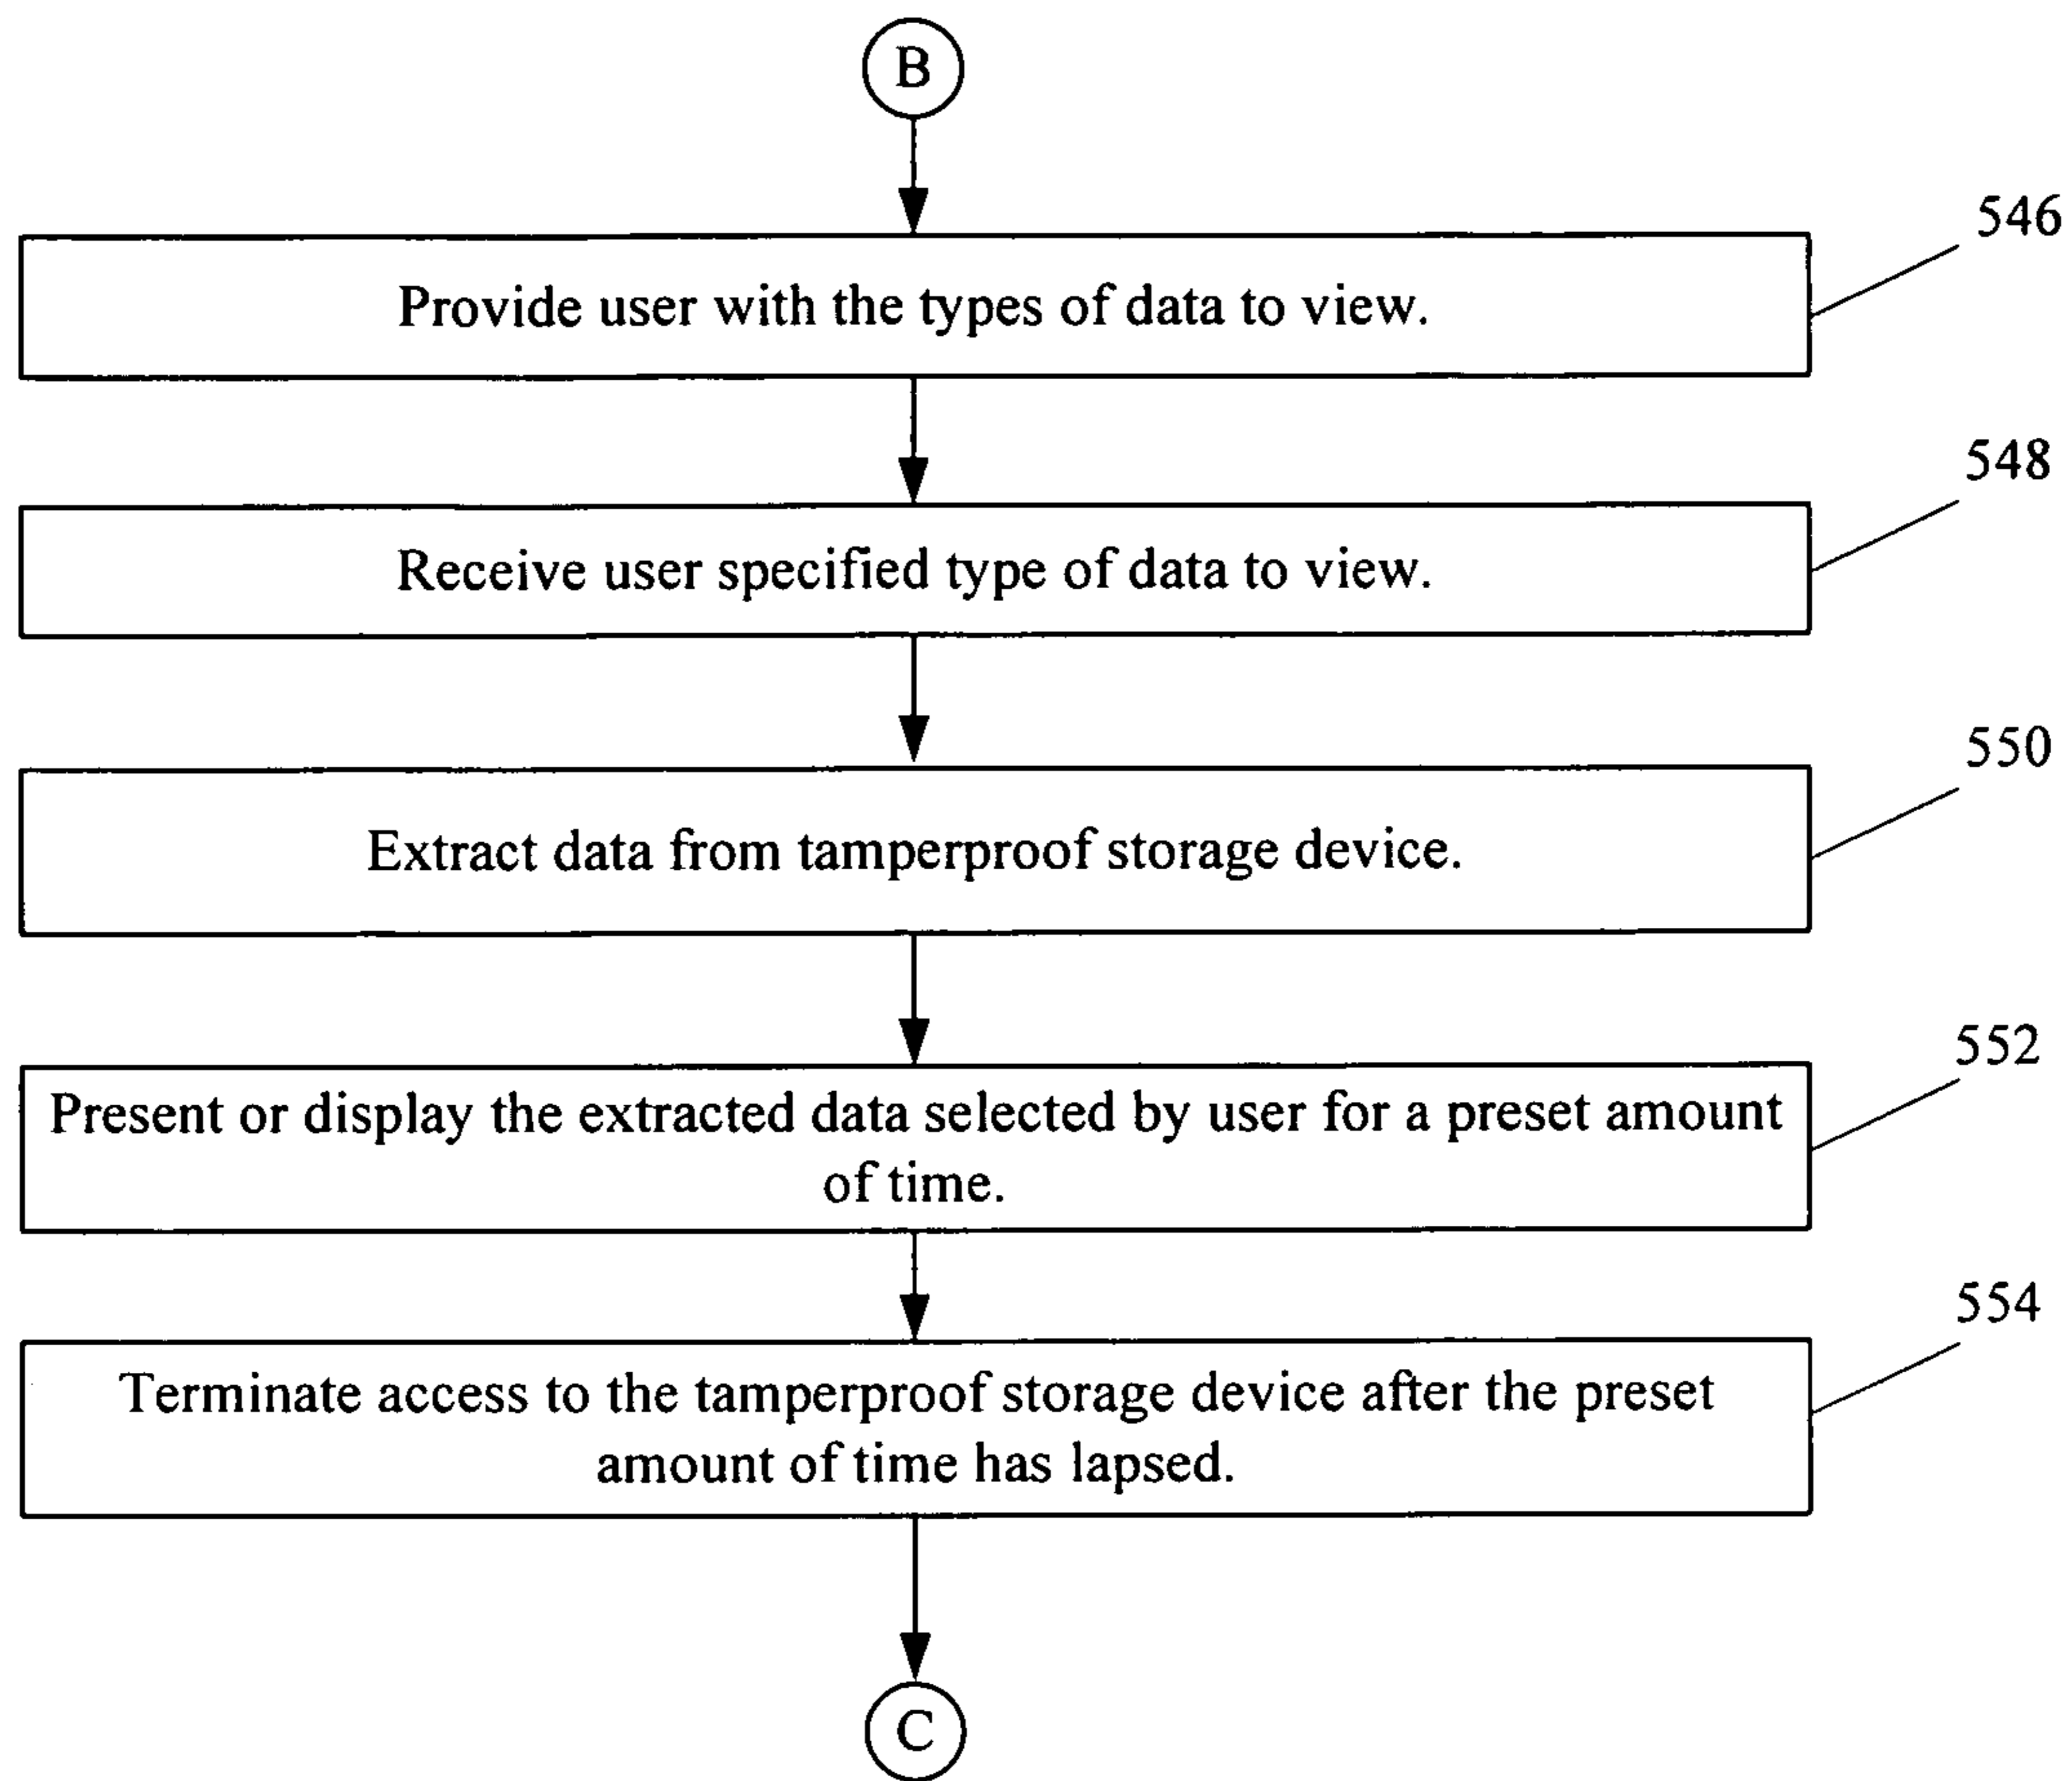 B
546
Provide user with the types of data to view.
548
Receive user specified type of data to view.
550
Extract data from tamperproof storage device.
552
Present or display the extracted data selected by user for a preset amount
of time.
554
Terminate access to the tamperproof storage device after the preset
amount of time has lapsed.
C